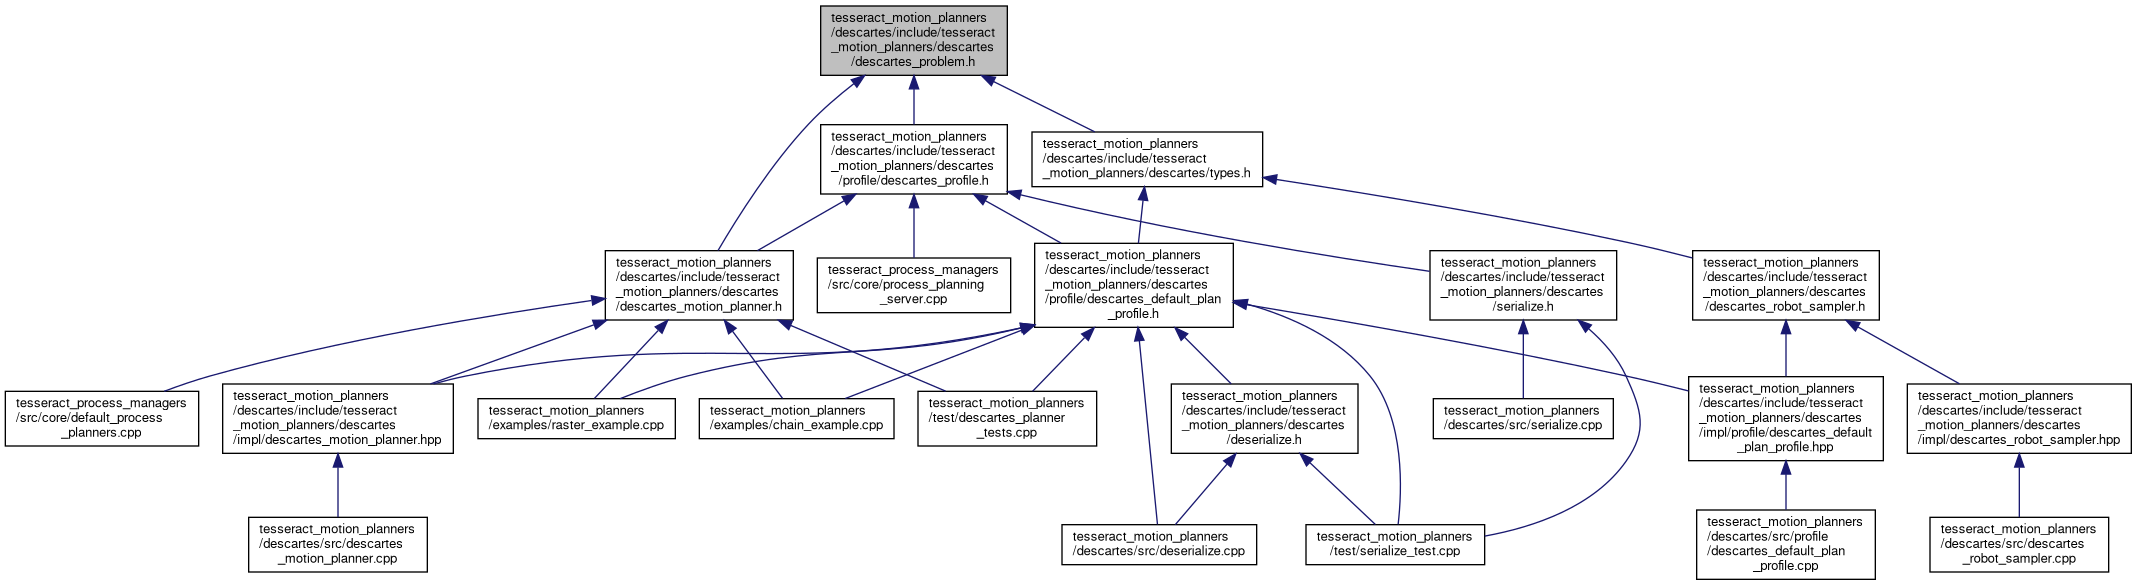 tesseract_motion_planners
/descartes/include/tesseract
_motion_planners/descartes
/descartes_problem.h
tesseract_motion_planners
/descartes/include/tesseract
_motion_planners/descartes
/profile/descartes_profile.h
tesseract_motion_planners
/descartes/include/tesseract
_motion_planners/descartes/types.h
tesseract_motion_planners
/descartes/include/tesseract
_motion_planners/descartes
/descartes_motion_planner.h
tesseract_process_managers
/src/core/process_planning
_server.cpp
tesseract_motion_planners
/descartes/include/tesseract
_motion_planners/descartes
/profile/descartes_default_plan
_profile.h
tesseract_motion_planners
/descartes/include/tesseract
_motion_planners/descartes
/serialize.h
tesseract_motion_planners
/descartes/include/tesseract
_motion_planners/descartes
/descartes_robot_sampler.h
tesseract_process_managers
/src/core/default_process
_planners.cpp
tesseract_motion_planners
/descartes/include/tesseract
_motion_planners/descartes
/impl/descartes_motion_planner.hpp
tesseract_motion_planners
/examples/raster_example.cpp
tesseract_motion_planners
/examples/chain_example.cpp
tesseract_motion_planners
/test/descartes_planner
_tests.cpp
tesseract_motion_planners
/descartes/include/tesseract
_motion_planners/descartes
/deserialize.h
tesseract_motion_planners
/descartes/src/serialize.cpp
tesseract_motion_planners
/descartes/include/tesseract
_motion_planners/descartes
/impl/profile/descartes_default
_plan_profile.hpp
tesseract_motion_planners
/descartes/include/tesseract
_motion_planners/descartes
/impl/descartes_robot_sampler.hpp
tesseract_motion_planners
/descartes/src/descartes
_motion_planner.cpp
tesseract_motion_planners
/descartes/src/deserialize.cpp
tesseract_motion_planners
/test/serialize_test.cpp
tesseract_motion_planners
/descartes/src/profile
/descartes_default_plan
_profile.cpp
tesseract_motion_planners
/descartes/src/descartes
_robot_sampler.cpp